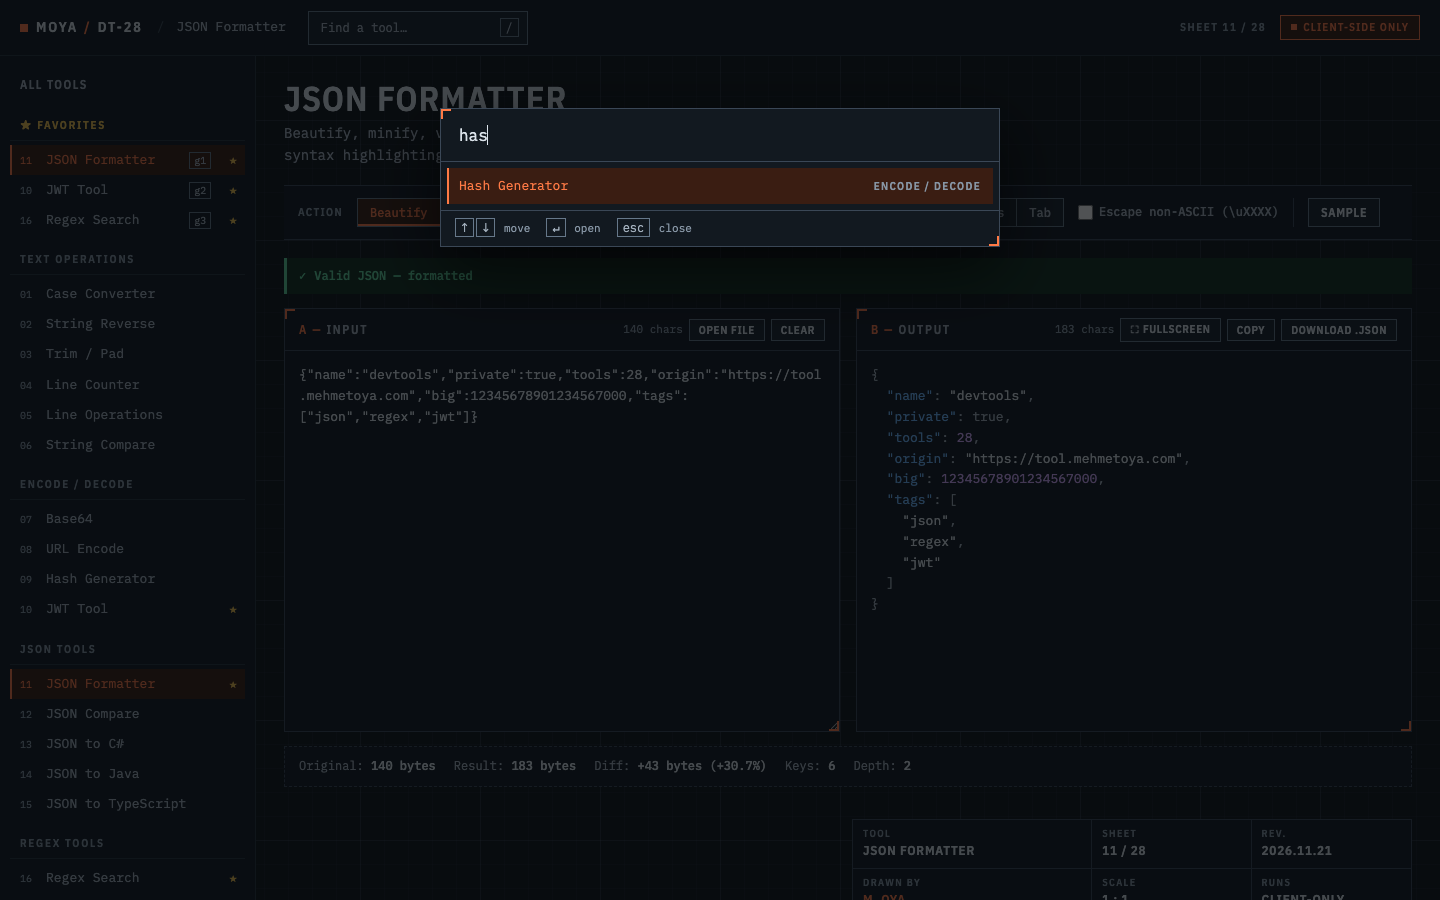 MOYA / DT-28 / JSON Formatter
Find a tool… /
SHEET 11 / 28
CLIENT-SIDE ONLY
ALL TOOLS
★ FAVORITES
11 JSON Formatter g1 ★
10 JWT Tool g2 ★
16 Regex Search g3 ★
TEXT OPERATIONS
01 Case Converter
02 String Reverse
03 Trim / Pad
04 Line Counter
05 Line Operations
06 String Compare
ENCODE / DECODE
07 Base64
08 URL Encode
09 Hash Generator
10 JWT Tool ★
JSON TOOLS
11 JSON Formatter ★
12 JSON Compare
13 JSON to C#
14 JSON to Java
15 JSON to TypeScript
REGEX TOOLS
16 Regex Search ★
JSON FORMATTER
Beautify, minify,
syntax highlighting
has
Hash Generator ENCODE / DECODE
↑ ↓ move ↵ open esc close
ACTION Beautify Tab Escape non-ASCII (\uXXXX) SAMPLE
✓ Valid JSON — formatted
A — INPUT 140 chars OPEN FILE CLEAR
{"name":"devtools","private":true,"tools":28,"origin":"https://tool
.mehmetoya.com","big":12345678901234567000,"tags":
["json","regex","jwt"]}
B — OUTPUT 183 chars ⛶ FULLSCREEN COPY DOWNLOAD .JSON
{
"name": "devtools",
"private": true,
"tools": 28,
"origin": "https://tool.mehmetoya.com",
"big": 12345678901234567000,
"tags": [
"json",
"regex",
"jwt"
]
}
Original: 140 bytes Result: 183 bytes Diff: +43 bytes (+30.7%) Keys: 6 Depth: 2
TOOL SHEET REV.
JSON FORMATTER 11 / 28 2026.11.21
DRAWN BY SCALE RUNS
M. OYA 1 : 1 CLIENT-ONLY